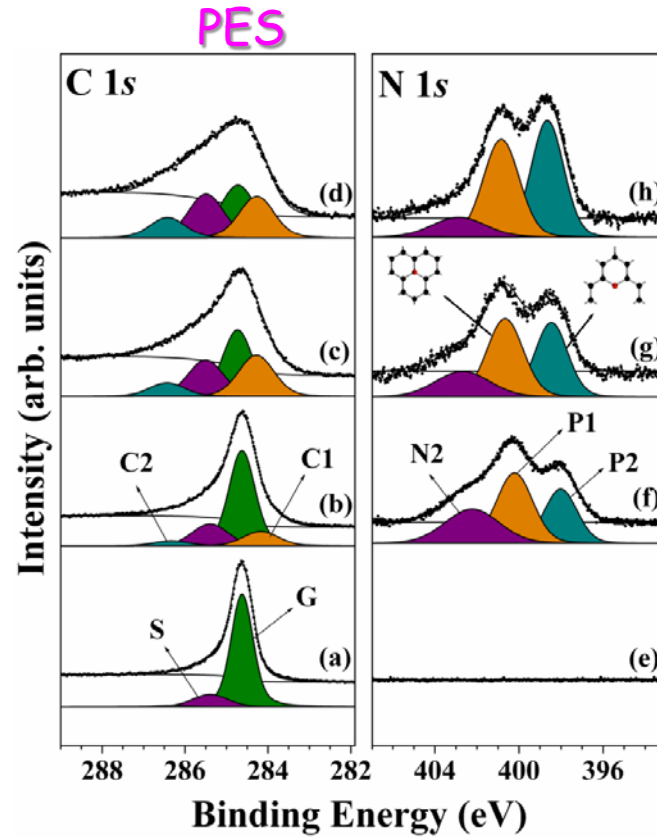 PES
C 1s
N 1s
(d)
(h)
(c)
(g)
C2
C1
(b)
N2
P1
P2
(f)
S
G
(a)
(e)
Intensity (arb. units)
288 286 284 282
404 400 396
Binding Energy (eV)